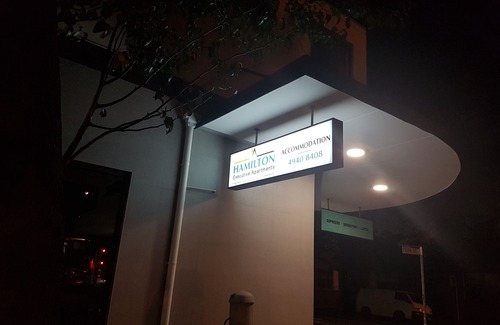 HAMILTON
Executive Apartments
ACCOMMODATION
4940 8408